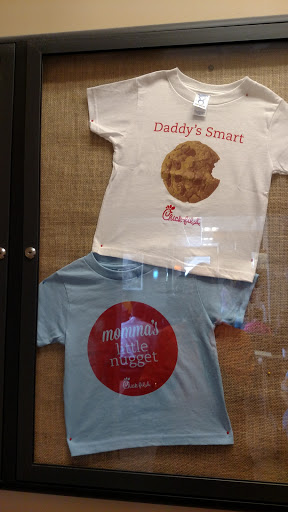 Daddy's Smart
Chick-fil-A
momma's
little
nugget
Chick-fil-A